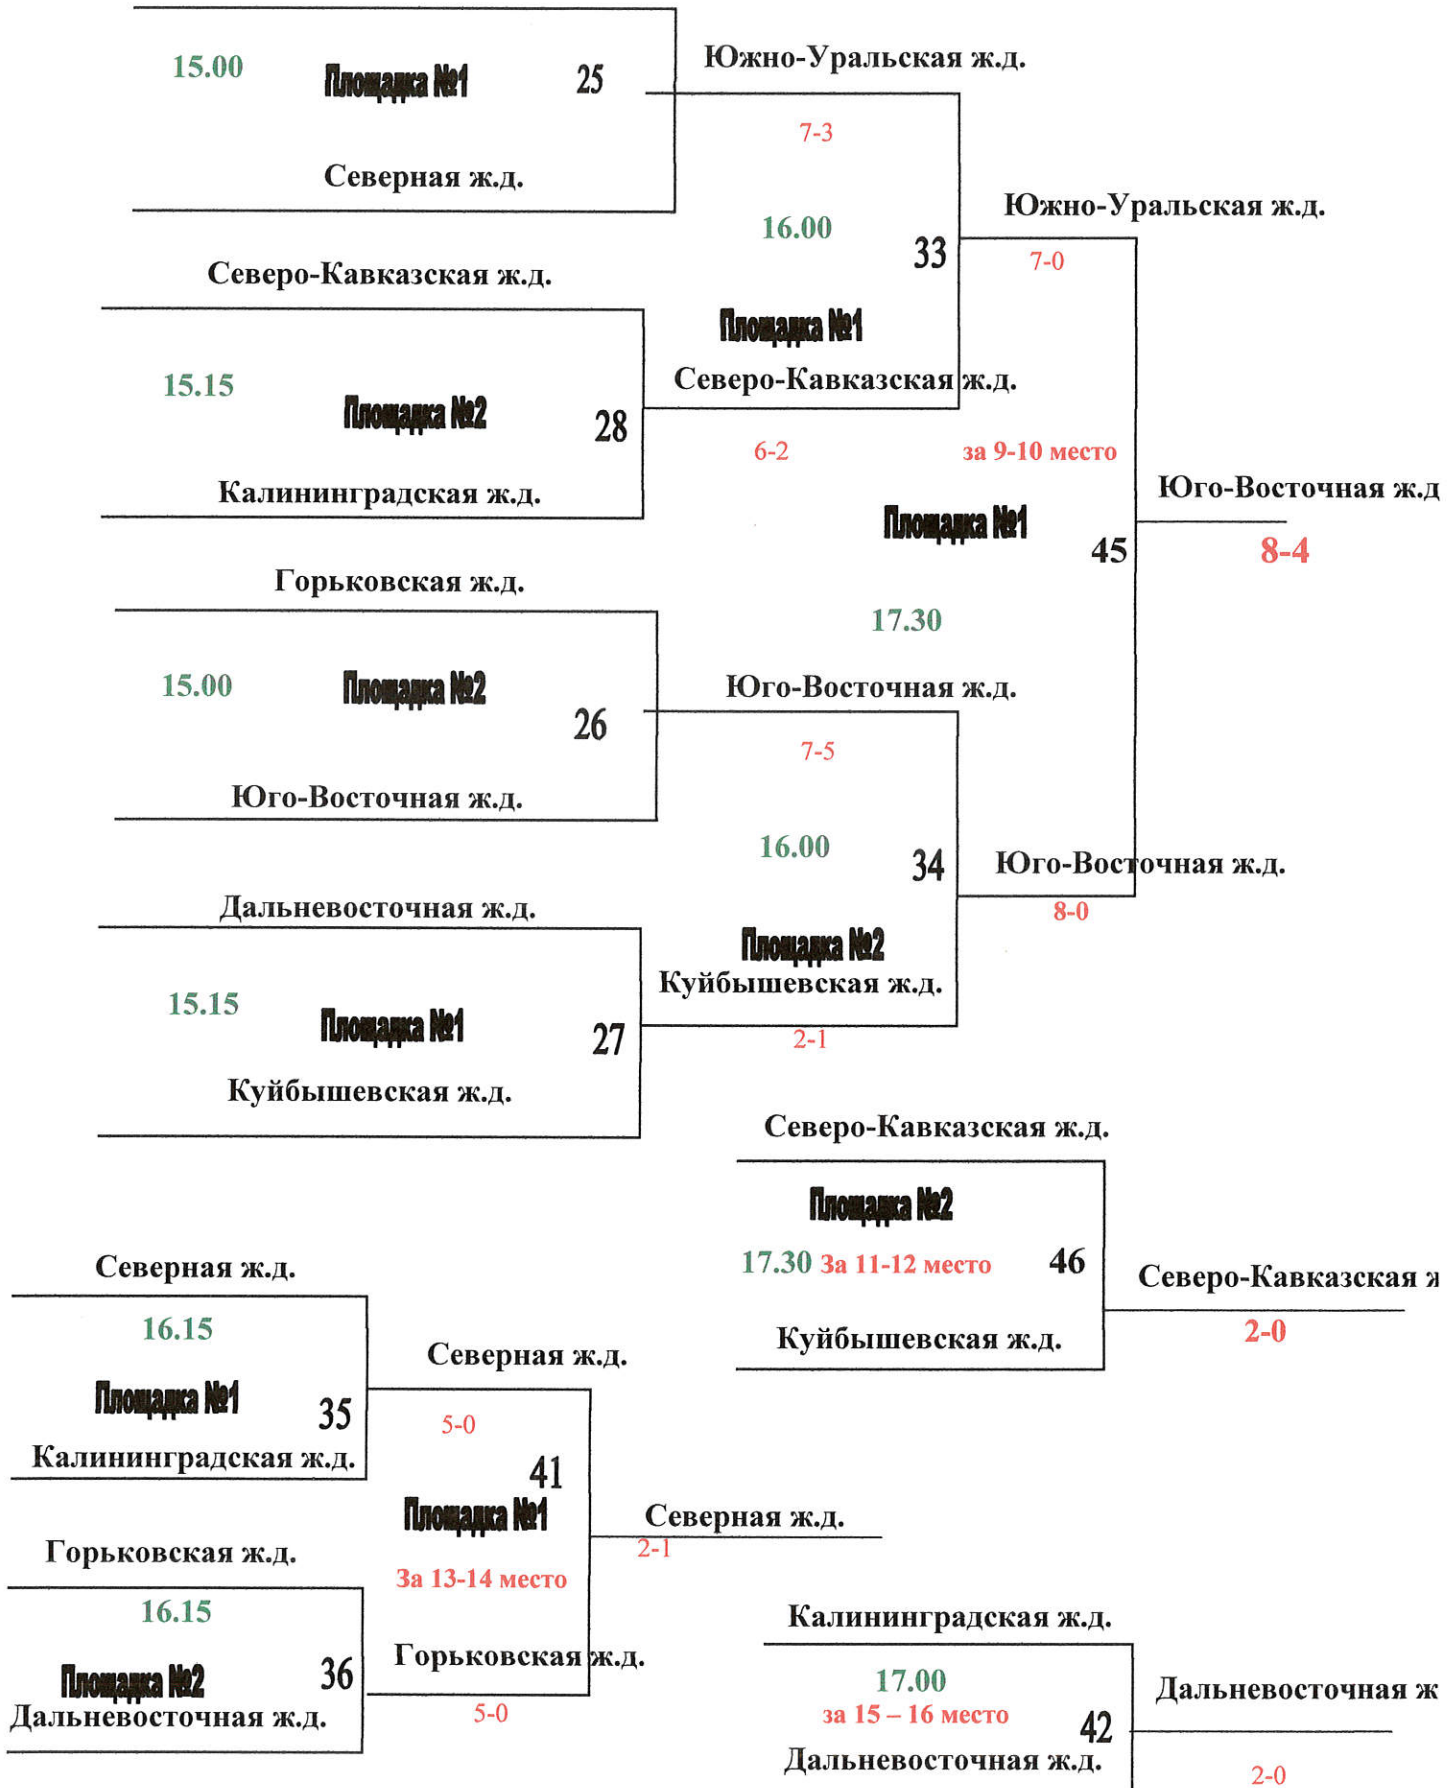 15.00
Площадка №1
25
Южно-Уральская ж.д.
7-3
Северная ж.д.
16.00
33
Южно-Уральская ж.д.
7-0
Северо-Кавказская ж.д.
Площадка №1
15.15
Площадка №2
28
Северо-Кавказская ж.д.
6-2
за 9-10 место
Калининградская ж.д.
Площадка №1
45
Юго-Восточная ж.д
8-4
Горьковская ж.д.
17.30
15.00
Площадка №2
26
Юго-Восточная ж.д.
7-5
Юго-Восточная ж.д.
16.00
34
Юго-Восточная ж.д.
8-0
Дальневосточная ж.д.
Площадка №2
Куйбышевская ж.д.
15.15
Площадка №1
27
2-1
Куйбышевская ж.д.
Северо-Кавказская ж.д.
Площадка №2
17.30 За 11-12 место
46
Северо-Кавказская
2-0
Куйбышевская ж.д.
Северная ж.д.
16.15
Площадка №1
35
Северная ж.д.
5-0
Калининградская ж.д.
41
Площадка №1
Северная ж.д.
2-1
Горьковская ж.д.
За 13-14 место
16.15
Площадка №2
36
Горьковская ж.д.
5-0
Дальневосточная ж.д.
Калининградская ж.д.
17.00
за 15 – 16 место
42
Дальневосточная ж
Дальневосточная ж.д.
2-0